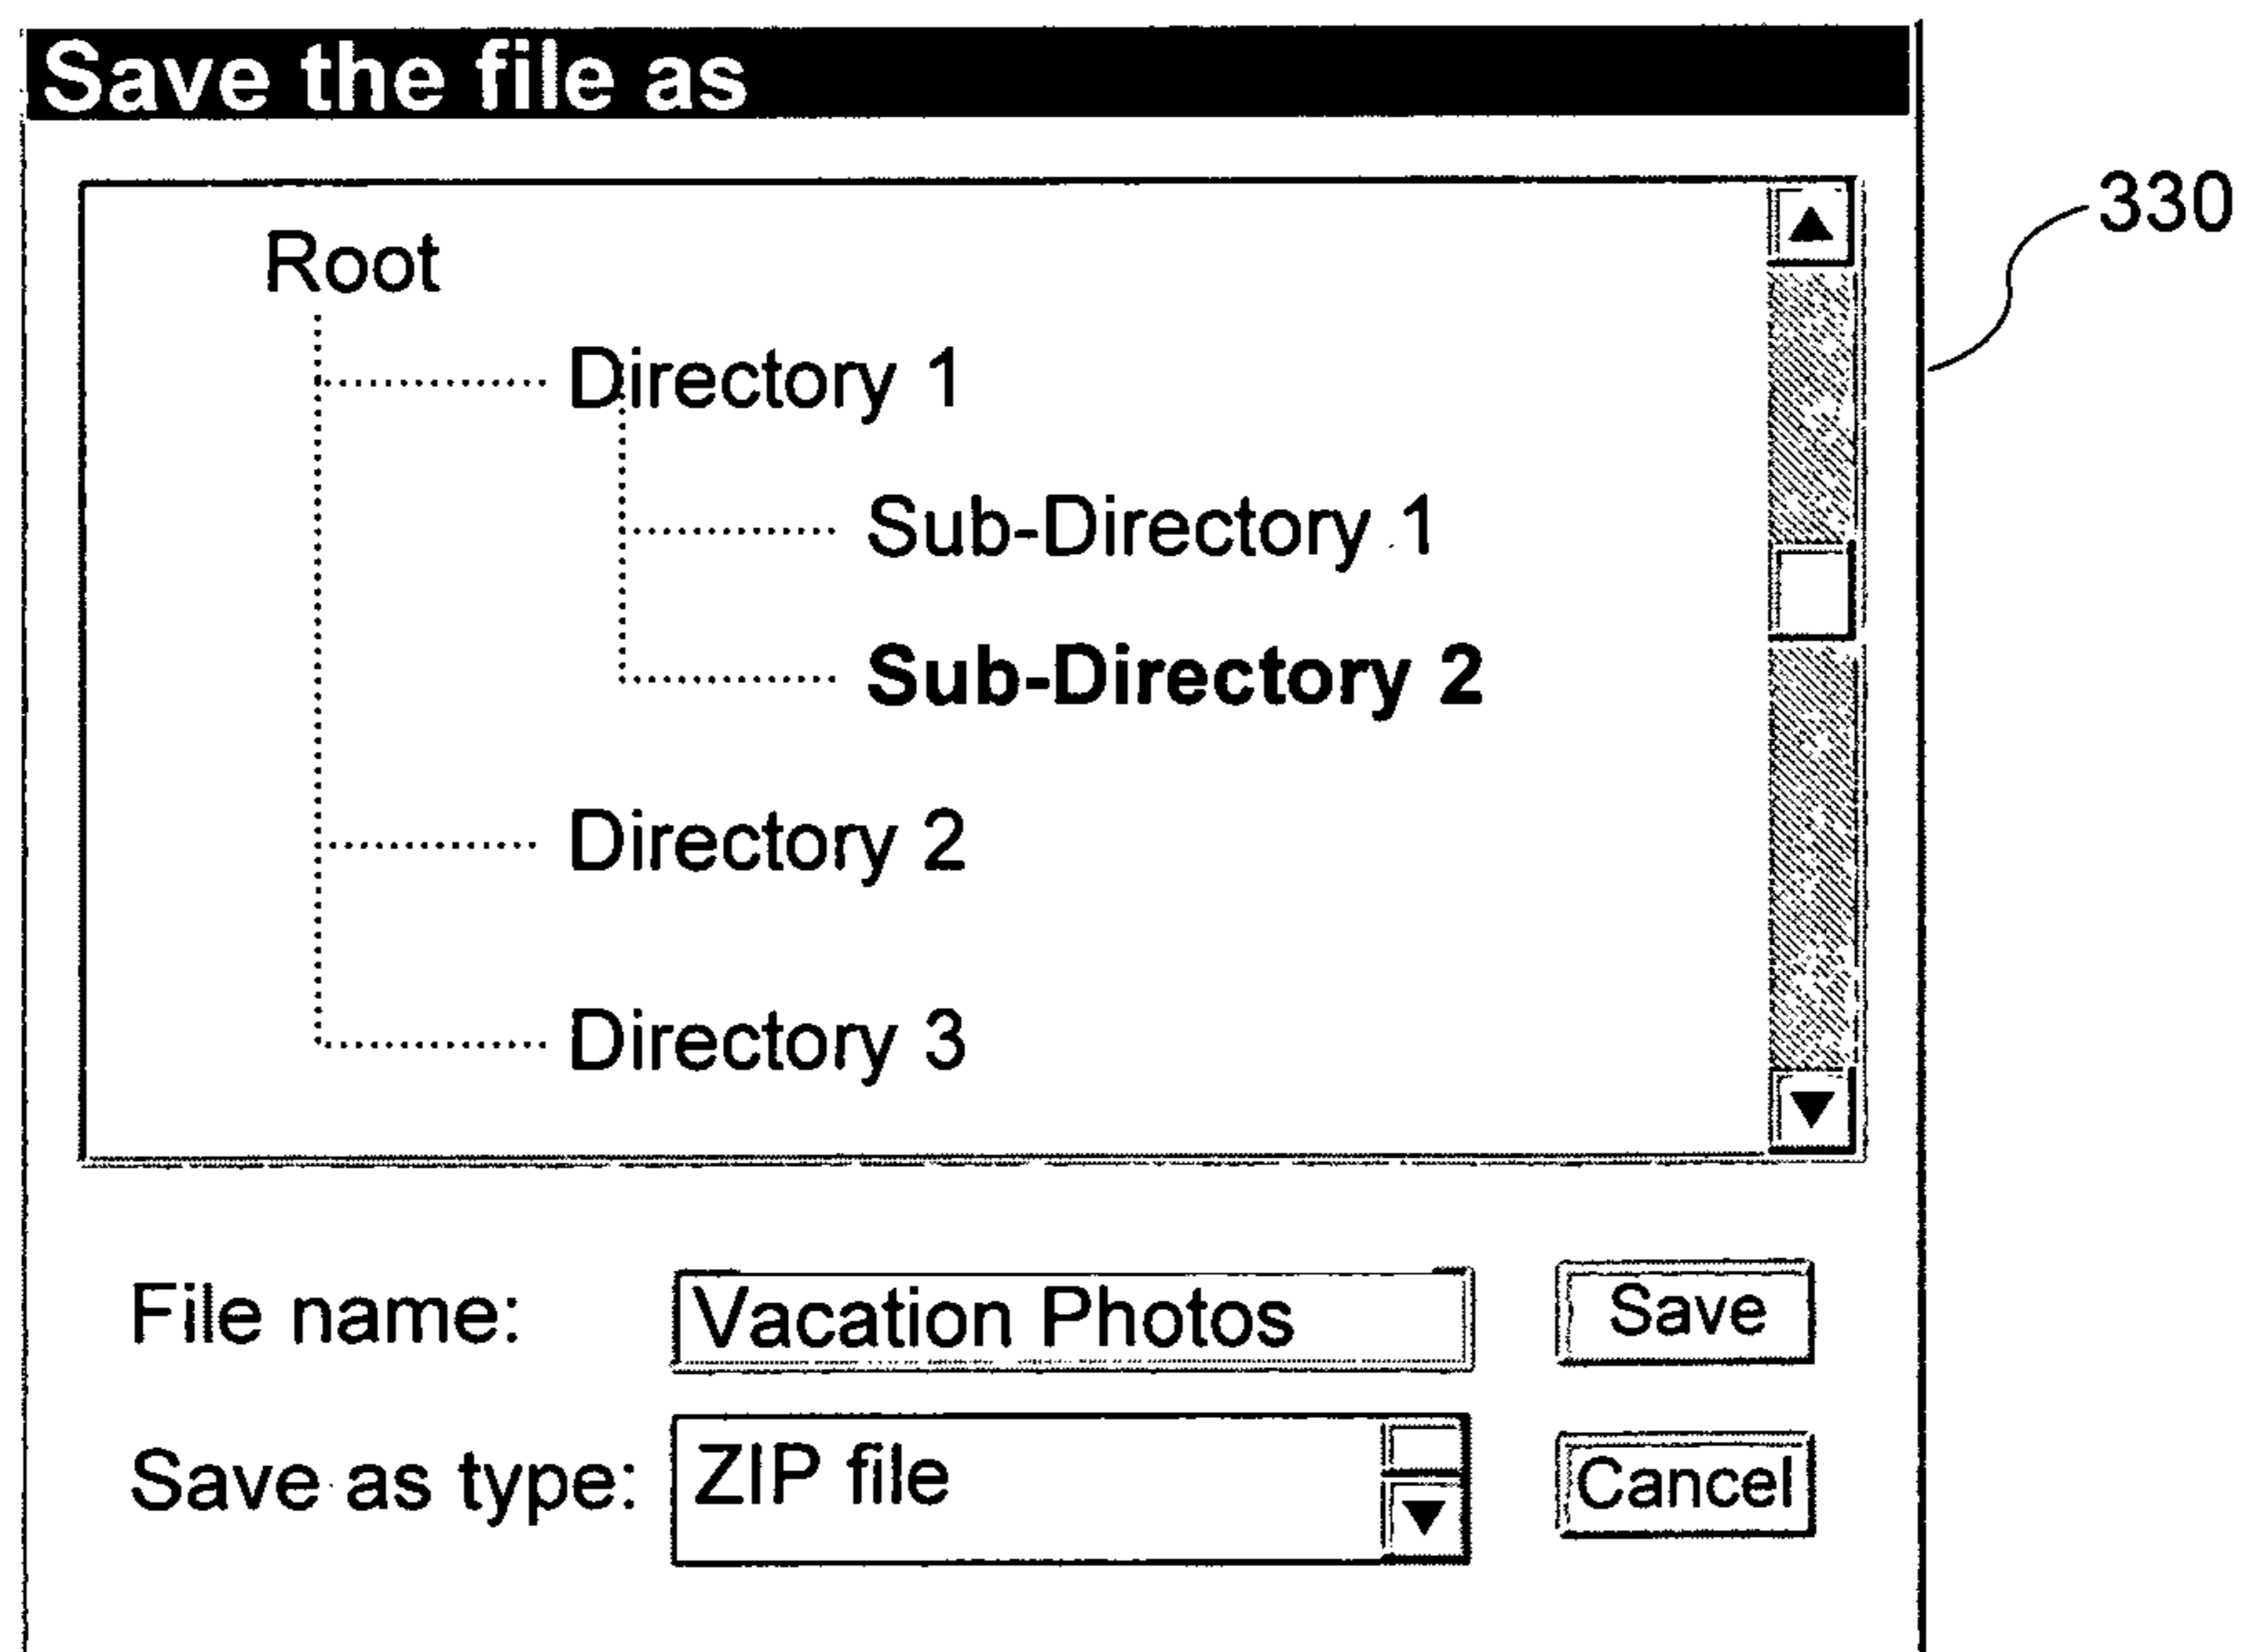 Save the file as
330
Root
Directory 1
Sub-Directory 1
Sub-Directory 2
Directory 2
Directory 3
File name: Vacation Photos Save
Save as type: ZIP file Cancel